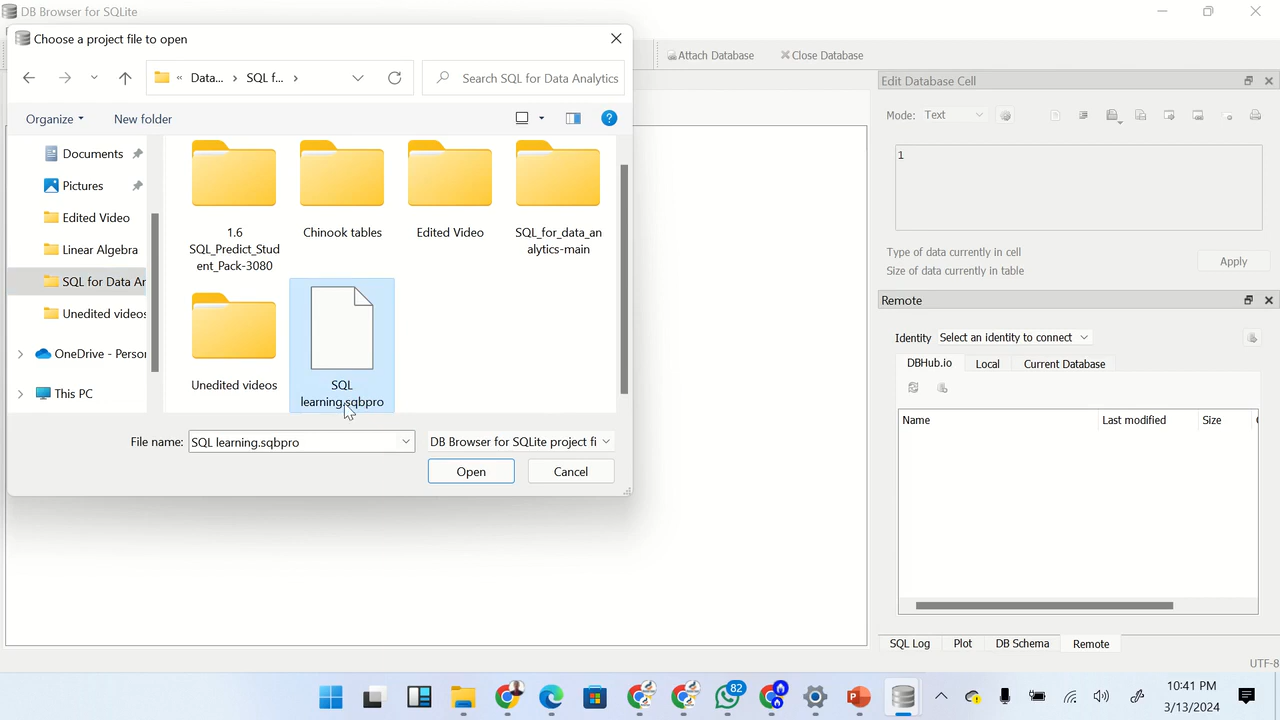 DB Browser for SQLite
Choose a project file to open
Attach Database
Close Database
« Data... › SQL f... ›
Search SQL for Data Analytics
Organize
New folder
Documents
Pictures
Edited Video
Linear Algebra
SQL for Data Ar
Unedited videos
OneDrive - Person
This PC
1.6
SQL_Predict_Stud
ent_Pack-3080
Chinook tables
Edited Video
SQL_for_data_an
alytics-main
Unedited videos
SQL
learning.sqbpro
File name:
SQL learning.sqbpro
DB Browser for SQLite project fi
Open
Cancel
Edit Database Cell
Mode:
Text
1
Type of data currently in cell
Size of data currently in table
Apply
Remote
Identity
Select an identity to connect
DBHub.io
Local
Current Database
Name
Last modified
Size
SQL Log
Plot
DB Schema
Remote
UTF-8
82
10:41 PM
3/13/2024